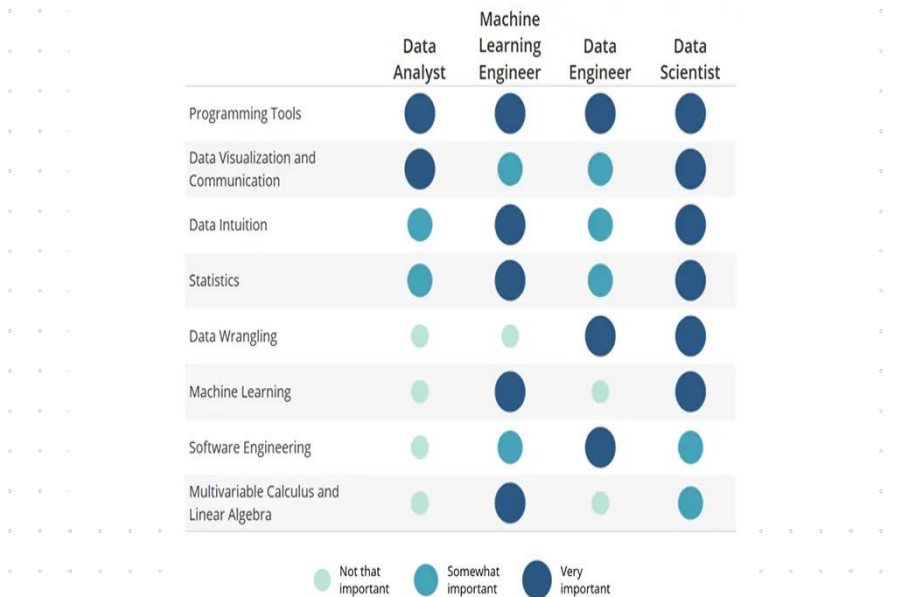 Data Analyst
Machine Learning Engineer
Data Engineer
Data Scientist
Programming Tools
Data Visualization and
Communication
Data Intuition
Statistics
Data Wrangling
Machine Learning
Software Engineering
Multivariable Calculus and
Linear Algebra
Not that
important
Somewhat
important
Very
important